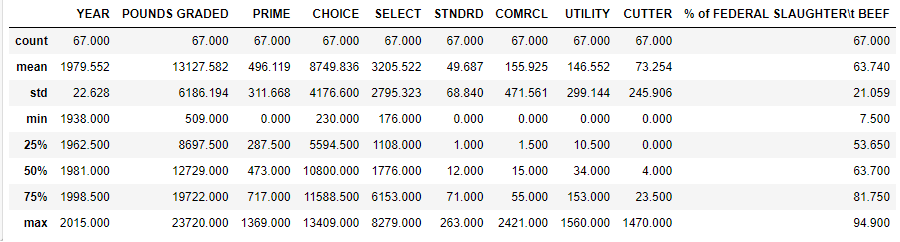 YEAR POUNDS GRADED PRIME CHOICE SELECT STNDRD COMRCL UTILITY CUTTER % of FEDERAL SLAUGHTER\t BEEF
count 67.000 67.000 67.000 67.000 67.000 67.000 67.000 67.000 67.000 67.000
mean 1979.552 13127.582 496.119 8749.836 3205.522 49.687 155.925 146.552 73.254 63.740
std 22.628 6186.194 311.668 4176.600 2795.323 68.840 471.561 299.144 245.906 21.059
min 1938.000 509.000 0.000 230.000 176.000 0.000 0.000 0.000 0.000 7.500
25% 1962.500 8697.500 287.500 5594.500 1108.000 1.000 1.500 10.500 0.000 53.650
50% 1981.000 12729.000 473.000 10800.000 1776.000 12.000 15.000 34.000 4.000 63.700
75% 1998.500 19722.000 717.000 11588.500 6153.000 71.000 55.000 153.000 23.500 81.750
max 2015.000 23720.000 1369.000 13409.000 8279.000 263.000 2421.000 1560.000 1470.000 94.900